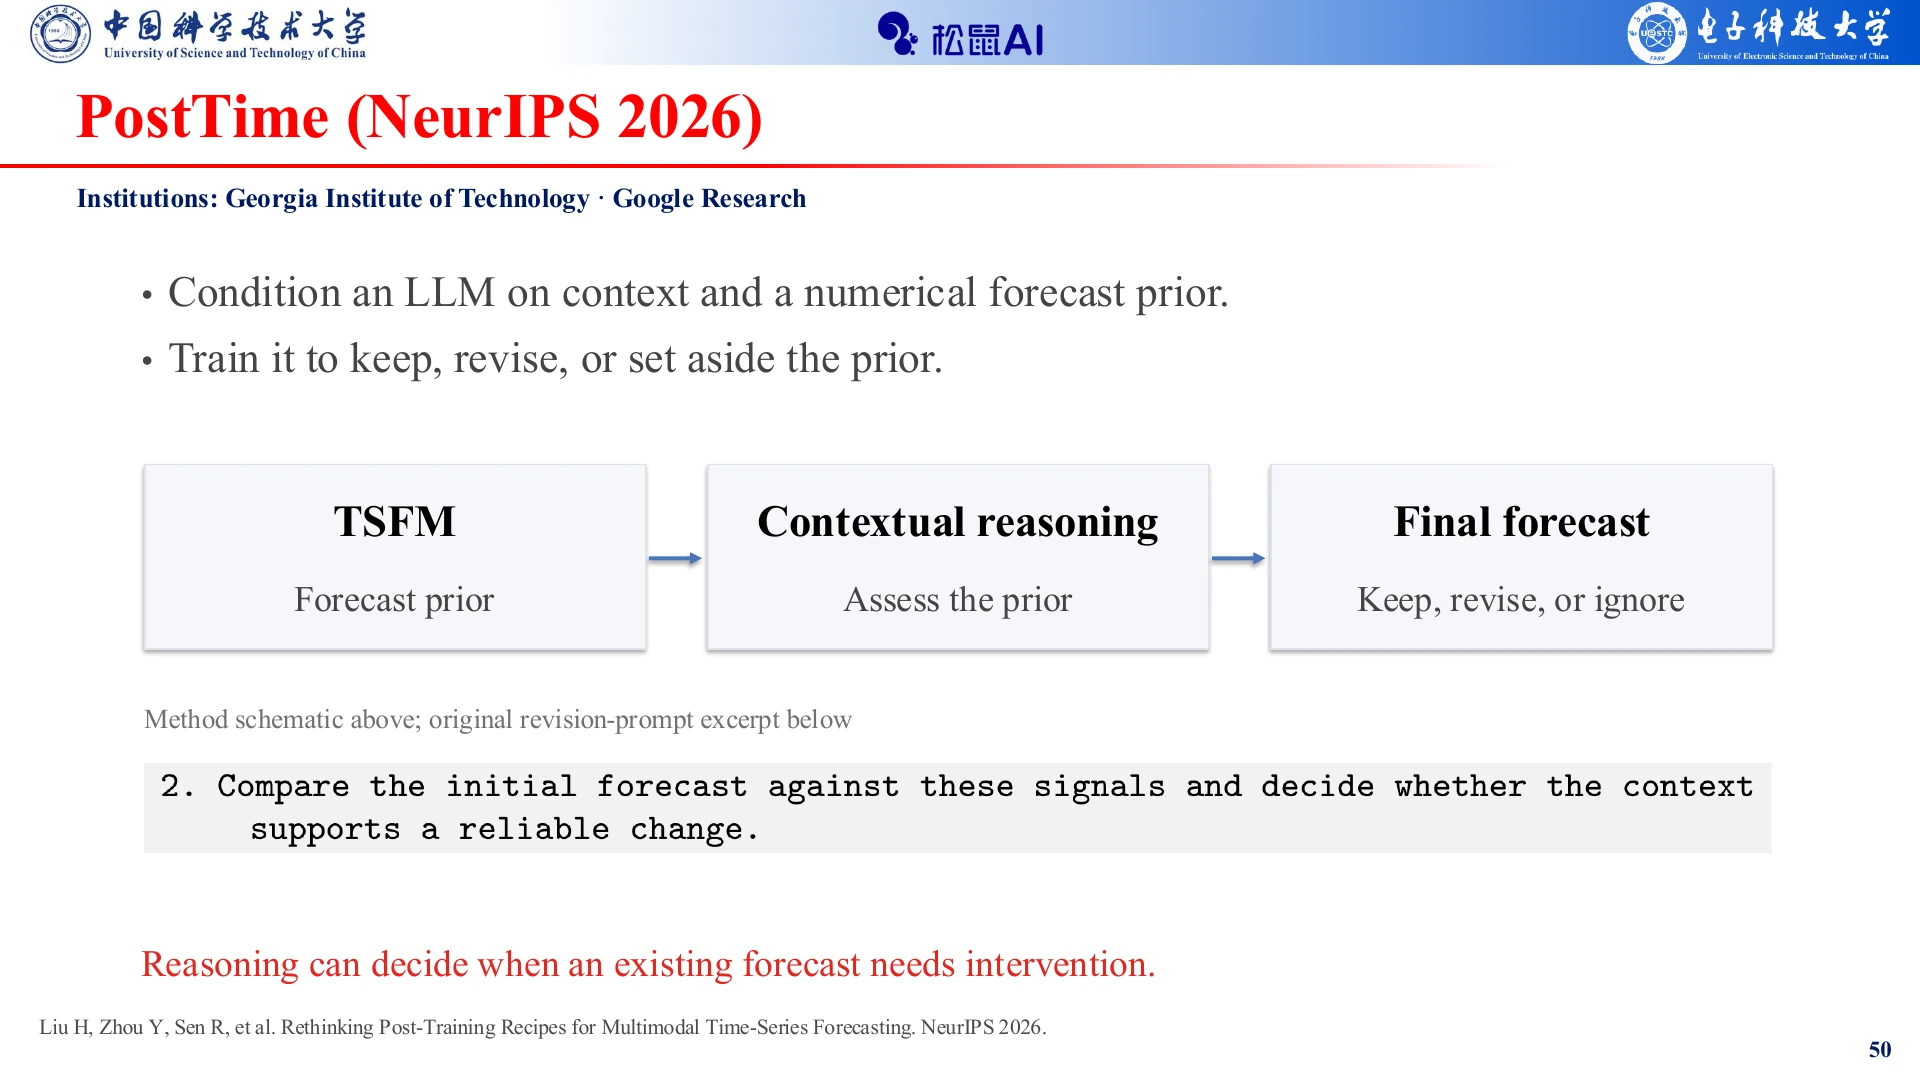 中国科学技术大学
University of Science and Technology of China
松鼠AI
电子科技大学
University of Electronic Science and Technology of China
PostTime (NeurIPS 2026)
Institutions: Georgia Institute of Technology · Google Research
• Condition an LLM on context and a numerical forecast prior.
• Train it to keep, revise, or set aside the prior.
TSFM
Forecast prior
Contextual reasoning
Assess the prior
Final forecast
Keep, revise, or ignore
Method schematic above; original revision-prompt excerpt below
2. Compare the initial forecast against these signals and decide whether the context
supports a reliable change.
Reasoning can decide when an existing forecast needs intervention.
Liu H, Zhou Y, Sen R, et al. Rethinking Post-Training Recipes for Multimodal Time-Series Forecasting. NeurIPS 2026.
50